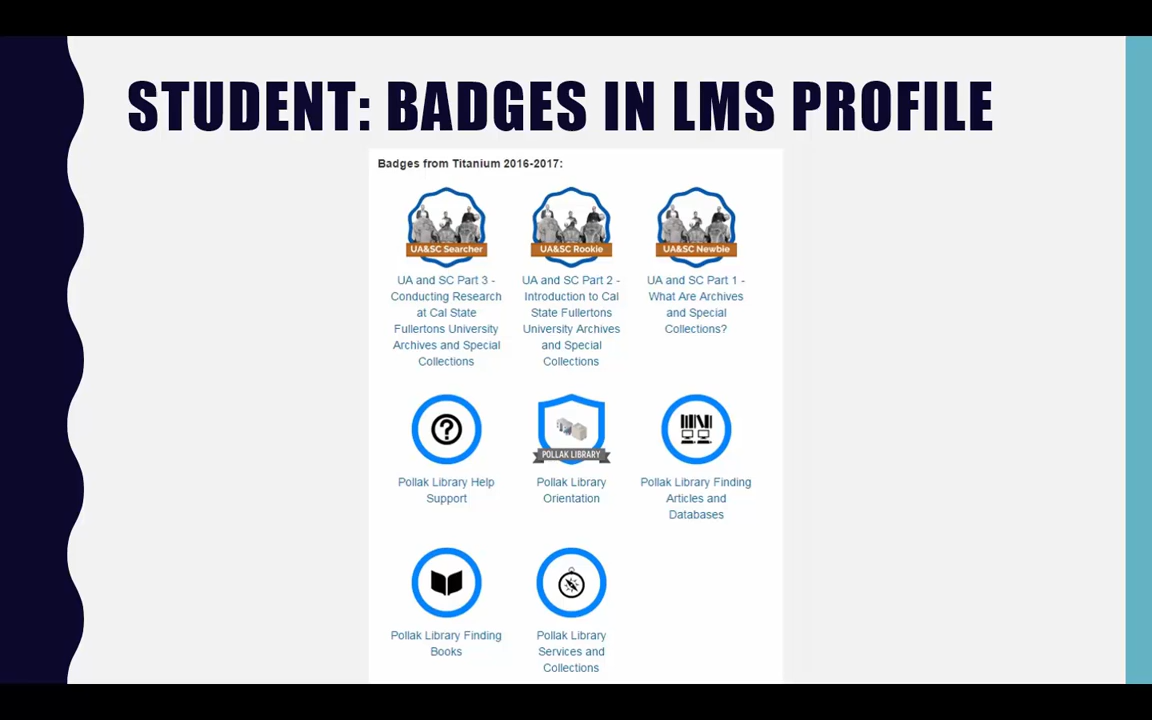 STUDENT: BADGES IN LMS PROFILE
Badges from Titanium 2016-2017:
UA&SC Searcher
UA and SC Part 3 -
Conducting Research
at Cal State
Fullertons University
Archives and Special
Collections
UA&SC Rookie
UA and SC Part 2 -
Introduction to Cal
State Fullertons
University Archives
and Special
Collections
UA&SC Newbie
UA and SC Part 1 -
What Are Archives
and Special
Collections?
?
Pollak Library Help
Support
POLLAK LIBRARY
Pollak Library
Orientation
Pollak Library Finding
Articles and
Databases
Pollak Library Finding
Books
Pollak Library
Services and
Collections